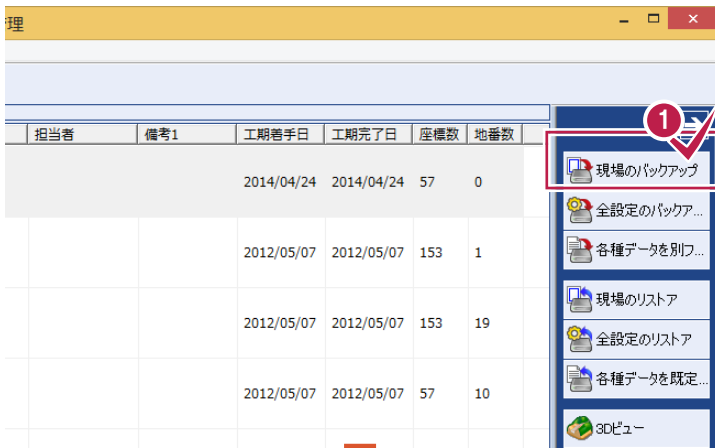 理
担当者 備考1 工期着手日 工期完了日 座標数 地番数
1
現場のバックアップ
2014/04/24 2014/04/24 57 0
全設定のバックア...
2012/05/07 2012/05/07 153 1
各種データを別フ...
現場のリストア
2012/05/07 2012/05/07 153 19
全設定のリストア
各種データを既定...
2012/05/07 2012/05/07 57 10
3Dビュー